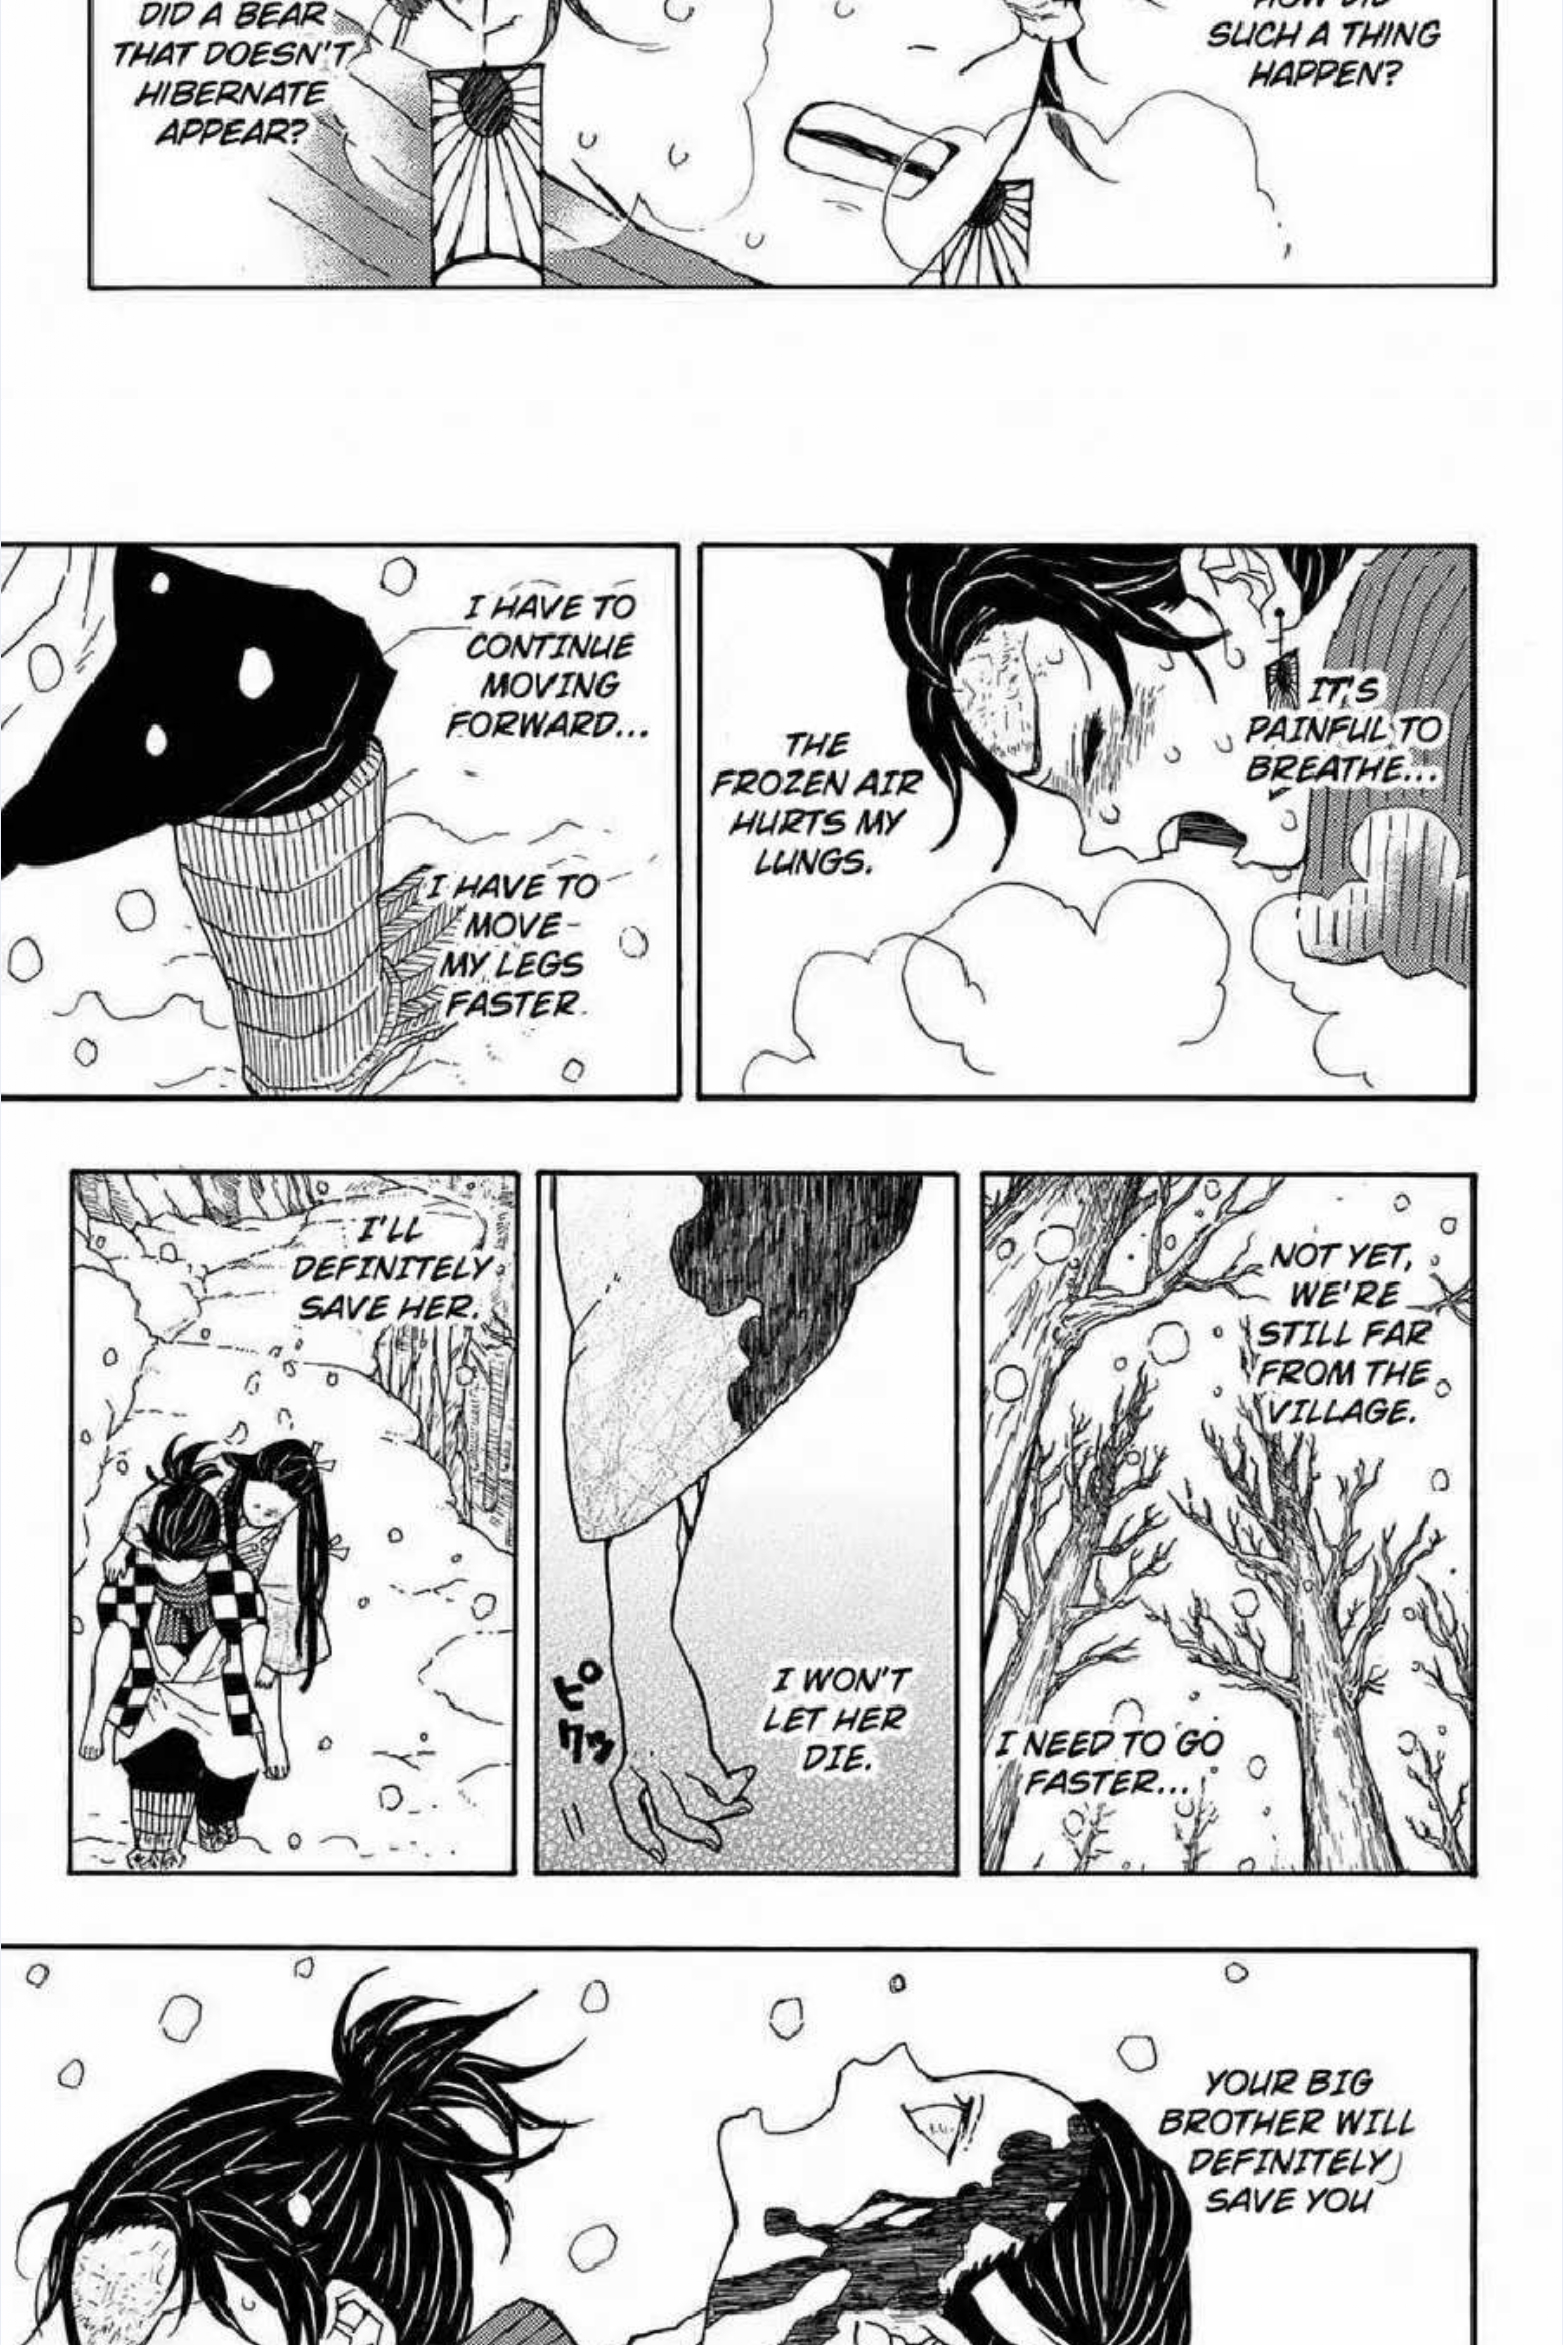 SUCH A THING
HAPPEN?
DID A BEAR
THAT DOESN'T
HIBERNATE
APPEAR?
IT'S
PAINFUL TO
BREATHE...
THE
FROZEN AIR
HURTS MY
LUNGS.
I HAVE TO
CONTINUE
MOVING
FORWARD...
I HAVE TO
MOVE
MY LEGS
FASTER.
NOT YET,
WE'RE
STILL FAR
FROM THE
VILLAGE.
I NEED TO GO
FASTER...
ピクッ
I WON'T
LET HER
DIE.
I'LL
DEFINITELY
SAVE HER.
YOUR BIG
BROTHER WILL
DEFINITELY
SAVE YOU